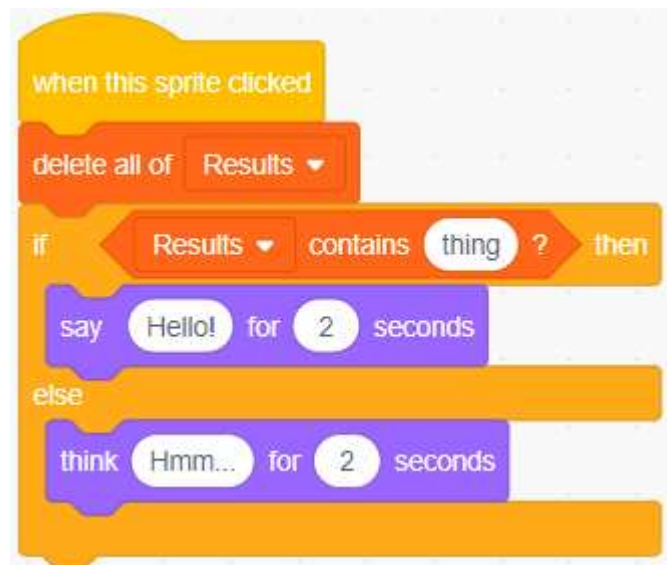 when this sprite clicked
delete all of Results
if Results contains thing ? then
say Hello! for 2 seconds
else
think Hmm... for 2 seconds